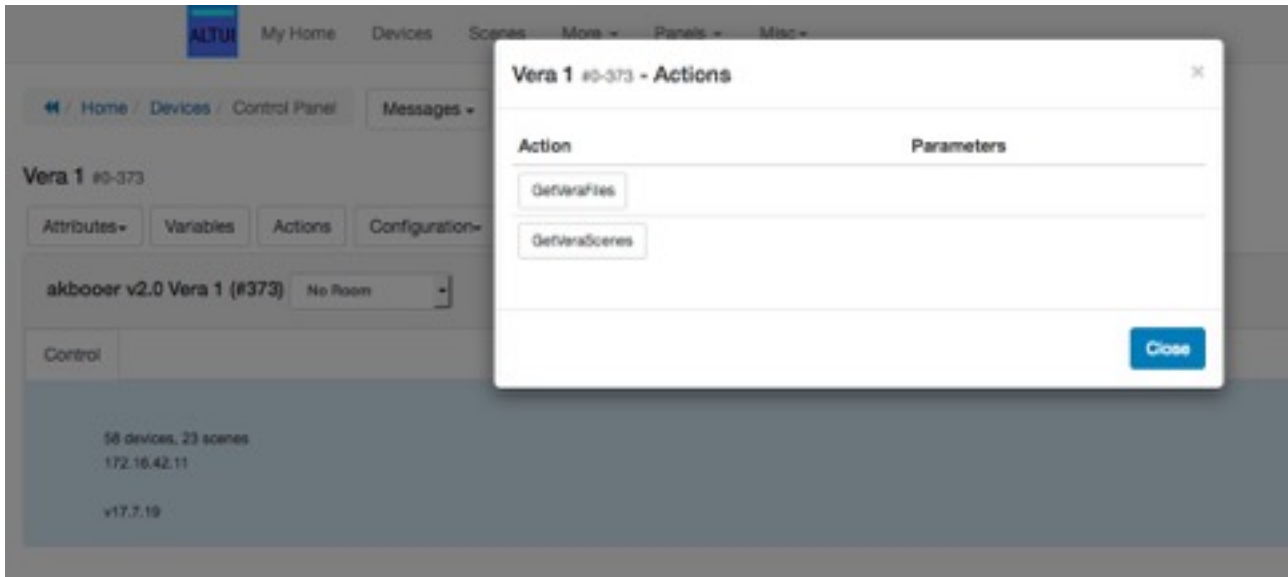 ALTUI My Home Devices Scenes More Panels Misc
Home / Devices / Control Panel Messages
Vera 1 #0-373
Attributes Variables Actions Configuration
akbooer v2.0 Vera 1 (#373) No Room
Control
58 devices, 23 scenes
172.16.42.11
v17.7.19
Vera 1 #0-373 - Actions ×
Action Parameters
GetVeraFiles
GetVeraScenes
Close